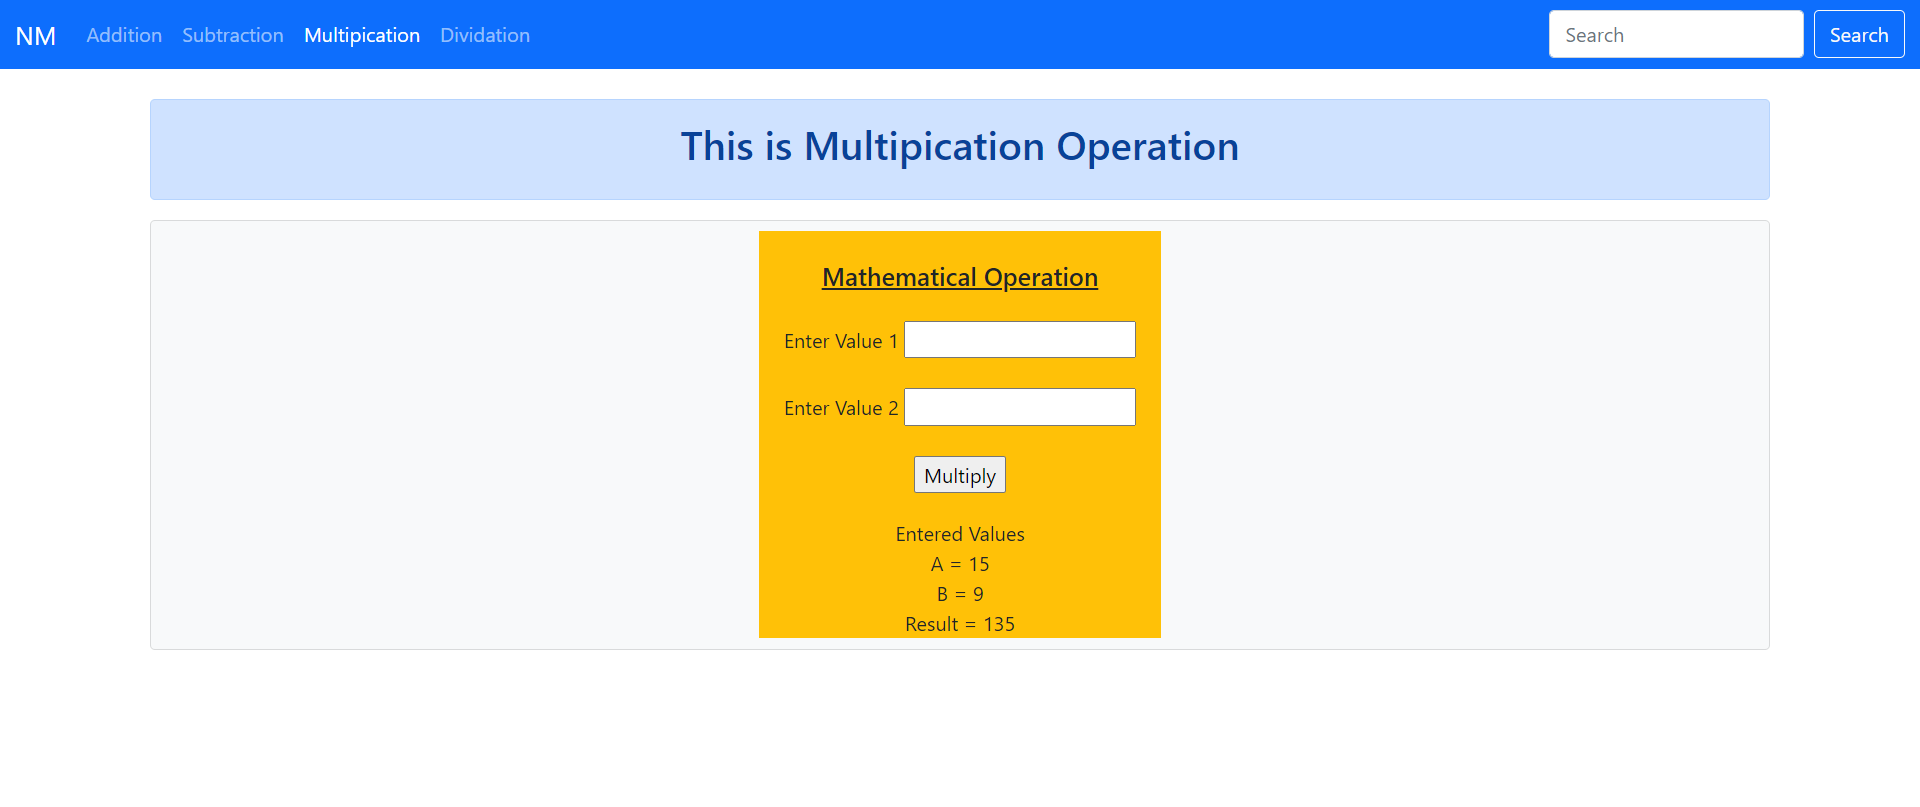 NM Addition Subtraction Multipication Dividation Search Search
This is Multipication Operation
Mathematical Operation
Enter Value 1
Enter Value 2
Multiply
Entered Values
A = 15
B = 9
Result = 135